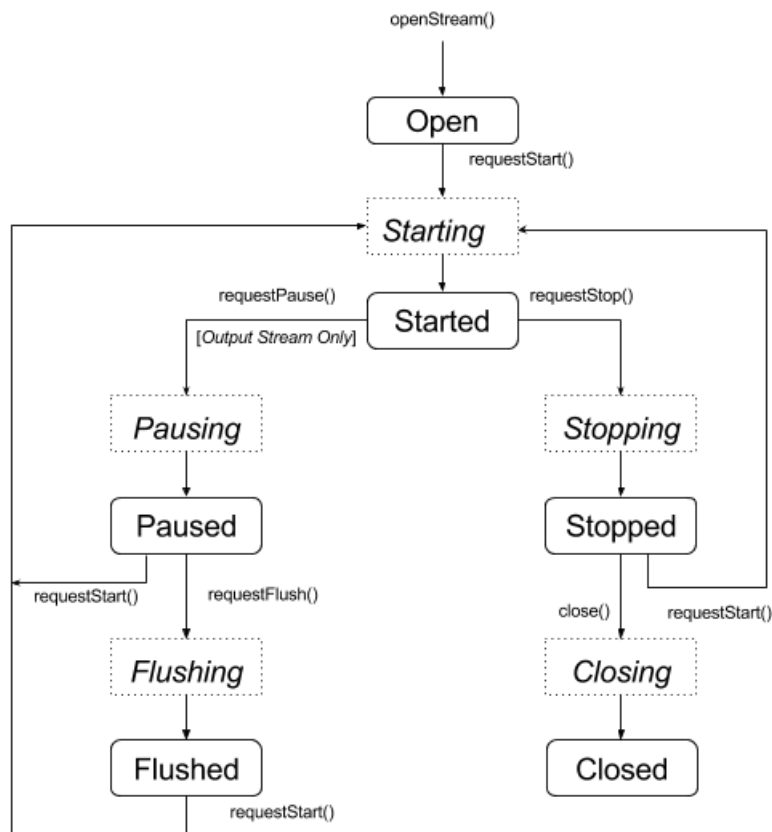 openStream()
Open
requestStart()
Starting
requestPause()
requestStop()
Started
[Output Stream Only]
Pausing
Stopping
Paused
Stopped
requestStart()
requestFlush()
close()
requestStart()
Flushing
Closing
Flushed
Closed
requestStart()